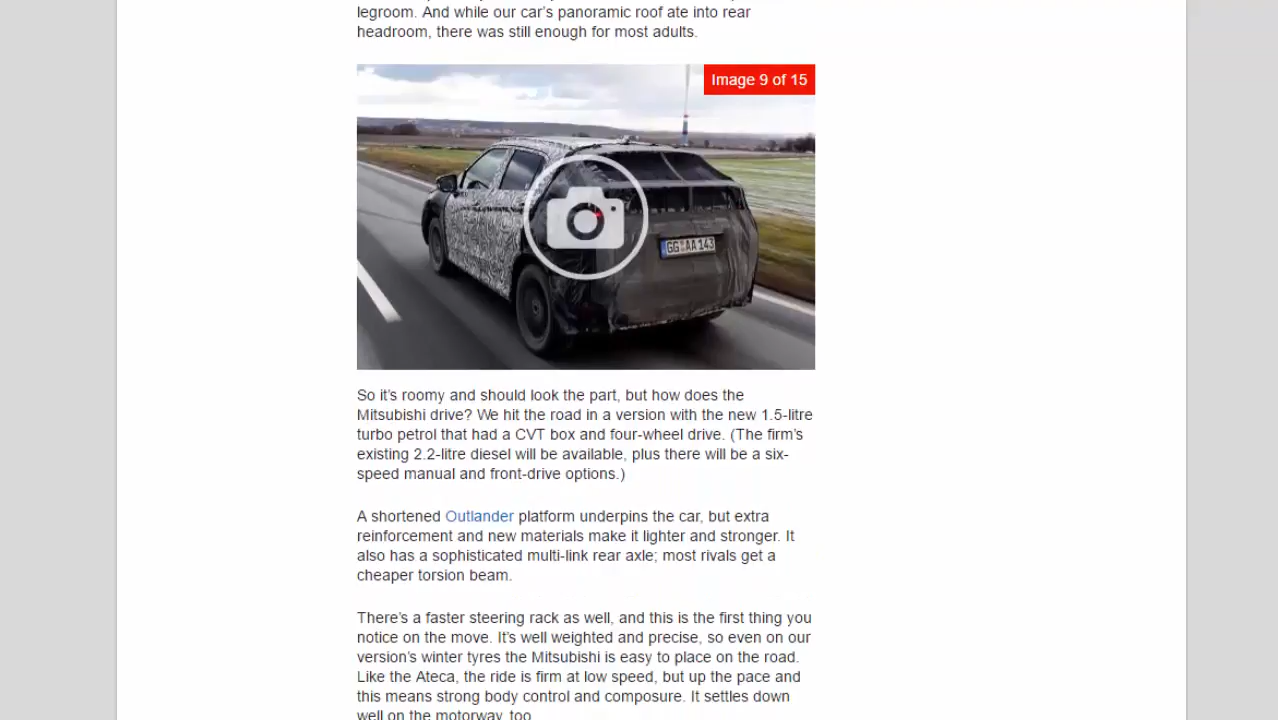 legroom. And while our car’s panoramic roof ate into rear
headroom, there was still enough for most adults.
Image 9 of 15
GG AA 143
So it’s roomy and should look the part, but how does the
Mitsubishi drive? We hit the road in a version with the new 1.5-litre
turbo petrol that had a CVT box and four-wheel drive. (The firm’s
existing 2.2-litre diesel will be available, plus there will be a six-
speed manual and front-drive options.)
A shortened Outlander platform underpins the car, but extra
reinforcement and new materials make it lighter and stronger. It
also has a sophisticated multi-link rear axle; most rivals get a
cheaper torsion beam.
There’s a faster steering rack as well, and this is the first thing you
notice on the move. It’s well weighted and precise, so even on our
version’s winter tyres the Mitsubishi is easy to place on the road.
Like the Ateca, the ride is firm at low speed, but up the pace and
this means strong body control and composure. It settles down
well on the motorway, too